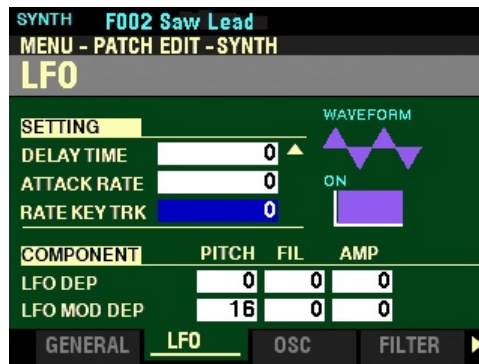 SYNTH F002 Saw Lead
MENU - PATCH EDIT - SYNTH
LFO
WAVEFORM
SETTING
DELAY TIME 0
ATTACK RATE 0
ON
RATE KEY TRK 0
COMPONENT PITCH FIL AMP
LFO DEP 0 0 0
LFO MOD DEP 16 0 0
GENERAL LFO OSC FILTER